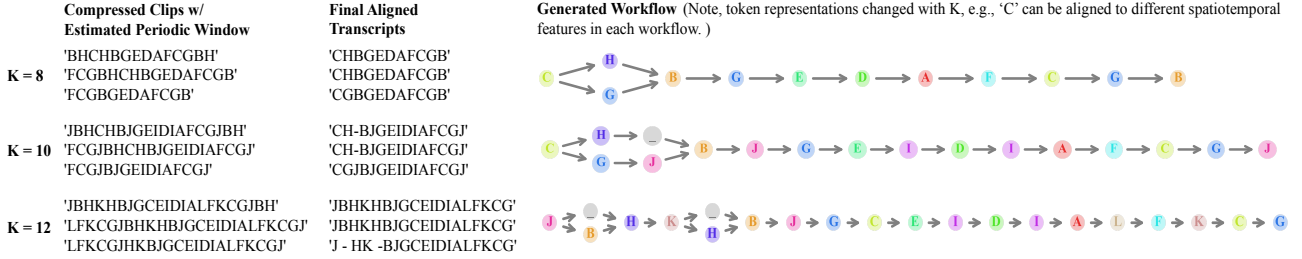 Compressed Clips w/
Estimated Periodic Window
Final Aligned
Transcripts
Generated Workflow (Note, token representations changed with K, e.g., ‘C’ can be aligned to different spatiotemporal
features in each workflow. )
K = 8
'BHCHBGEDAFCGBH'
'FCGBHCHBGEDAFCGB'
'FCGBGEDAFCGB'
'CHBGEDAFCGB'
'CHBGEDAFCGB'
'CGBGEDAFCGB'
C H G B G E D A F C G B
K = 10
'JBHCHBJGEIDIAFCGJBH'
'FCGJBHCHBJGEIDIAFCGJ'
'FCGJBJGEIDIAFCGJ'
'CH-BJGEIDIAFCGJ'
'CH-BJGEIDIAFCGJ'
'CGJBJGEIDIAFCGJ'
C H _ G J B J G E I D I A F C G J
K = 12
'JBHKHBJGCEIDIALFKCGJBH'
'LFKCGJBHKHBJGCEIDIALFKCGJ'
'LFKCGJHKBJGCEIDIALFKCGJ'
'JBHKHBJGCEIDIALFKCG'
'JBHKHBJGCEIDIALFKCG'
'J - HK -BJGCEIDIALFKCG'
J _ B H K _ H B J G C E I D I A L F K C G